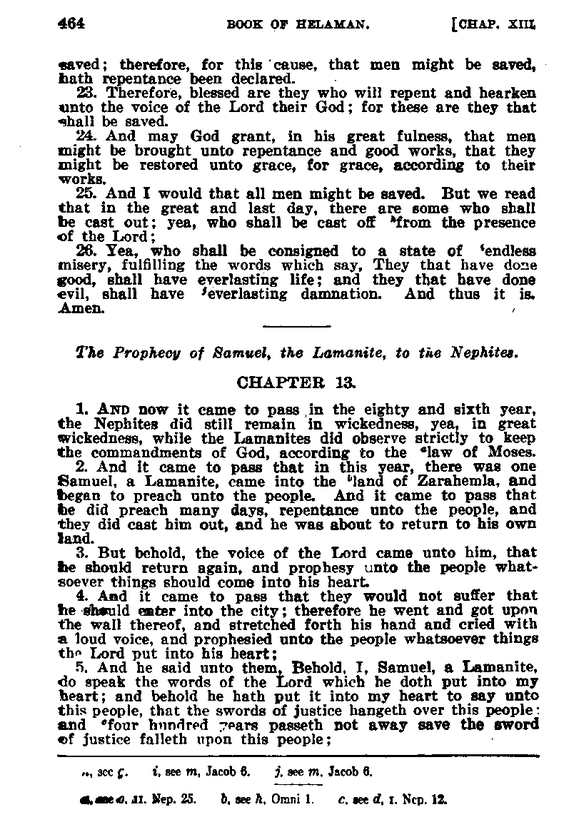 464 BOOK OF HELAMAN. [CHAP. XIII.
saved; therefore, for this cause, that men might be saved,
hath repentance been declared.
23. Therefore, blessed are they who will repent and hearken
unto the voice of the Lord their God; for these are they that
shall be saved.
24. And may God grant, in his great fulness, that men
might be brought unto repentance and good works, that they
might be restored unto grace, for grace, according to their
works.
25. And I would that all men might be saved. But we read
that in the great and last day, there are some who shall
be cast out; yea, who shall be cast off ʰfrom the presence
of the Lord;
26. Yea, who shall be consigned to a state of ⁱendless
misery, fulfilling the words which say, They that have done
good, shall have everlasting life; and they that have done
evil, shall have ʲeverlasting damnation. And thus it is.
Amen.
The Prophecy of Samuel, the Lamanite, to the Nephites.
CHAPTER 13.
1. AND now it came to pass in the eighty and sixth year,
the Nephites did still remain in wickedness, yea, in great
wickedness, while the Lamanites did observe strictly to keep
the commandments of God, according to the ᵃlaw of Moses.
2. And it came to pass that in this year, there was one
Samuel, a Lamanite, came into the ᵇland of Zarahemla, and
began to preach unto the people. And it came to pass that
he did preach many days, repentance unto the people, and
they did cast him out, and he was about to return to his own
land.
3. But behold, the voice of the Lord came unto him, that
he should return again, and prophesy unto the people what-
soever things should come into his heart.
4. And it came to pass that they would not suffer that
he should enter into the city; therefore he went and got upon
the wall thereof, and stretched forth his hand and cried with
a loud voice, and prophesied unto the people whatsoever things
the Lord put into his heart;
5. And he said unto them, Behold, I, Samuel, a Lamanite,
do speak the words of the Lord which he doth put into my
heart; and behold he hath put it into my heart to say unto
this people, that the swords of justice hangeth over this people:
and ᶜfour hundred years passeth not away save the sword
of justice falleth upon this people;
see g. i, see m, Jacob 6. j, see m, Jacob 6.
a, see o, II. Nep. 25. b, see h, Omni 1. c, see d, I. Nep. 12.